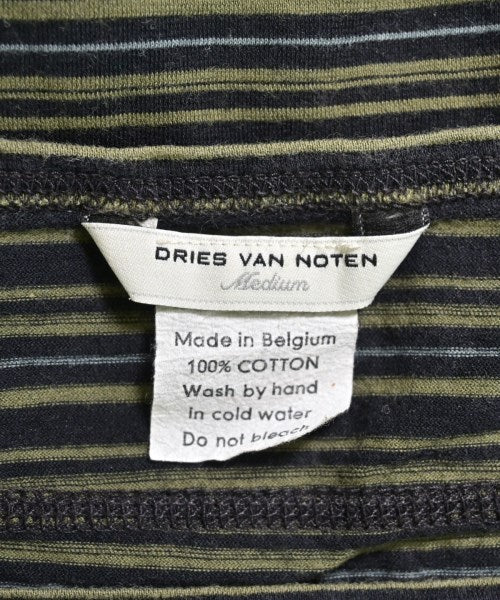 DRIES VAN NOTEN
Medium
Made in Belgium
100% COTTON
Wash by hand
in cold water
Do not bleach